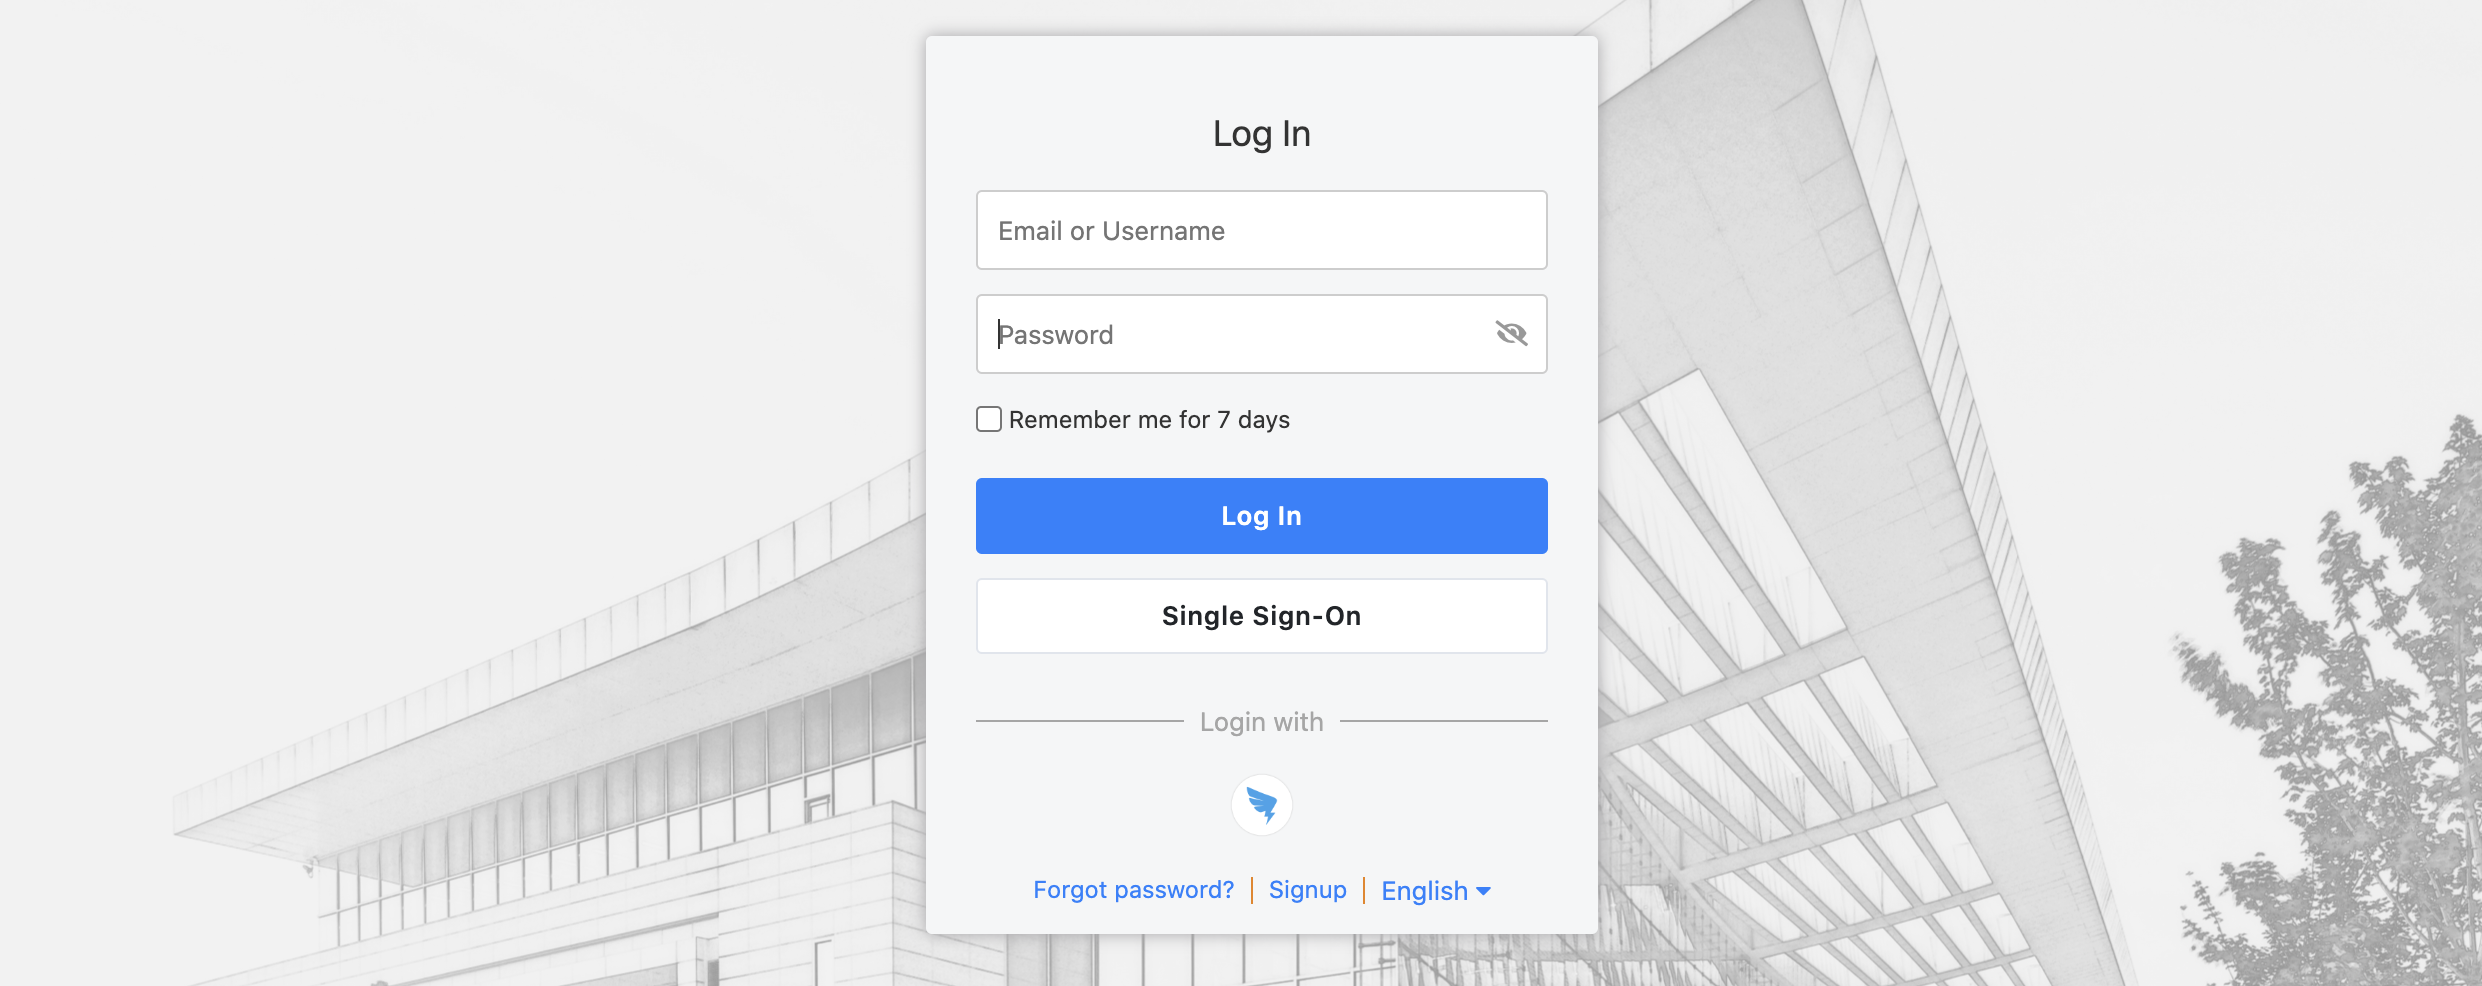 Log In
Email or Username
Password
Remember me for 7 days
Log In
Single Sign-On
Login with
Forgot password? Signup English